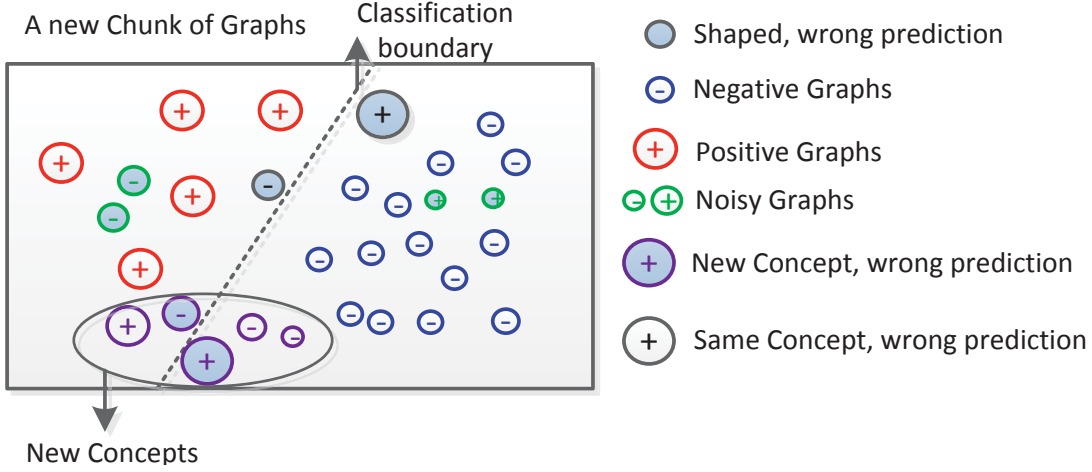 A new Chunk of Graphs
Classification
boundary
Shaped, wrong prediction
Negative Graphs
Positive Graphs
Noisy Graphs
New Concept, wrong prediction
Same Concept, wrong prediction
New Concepts